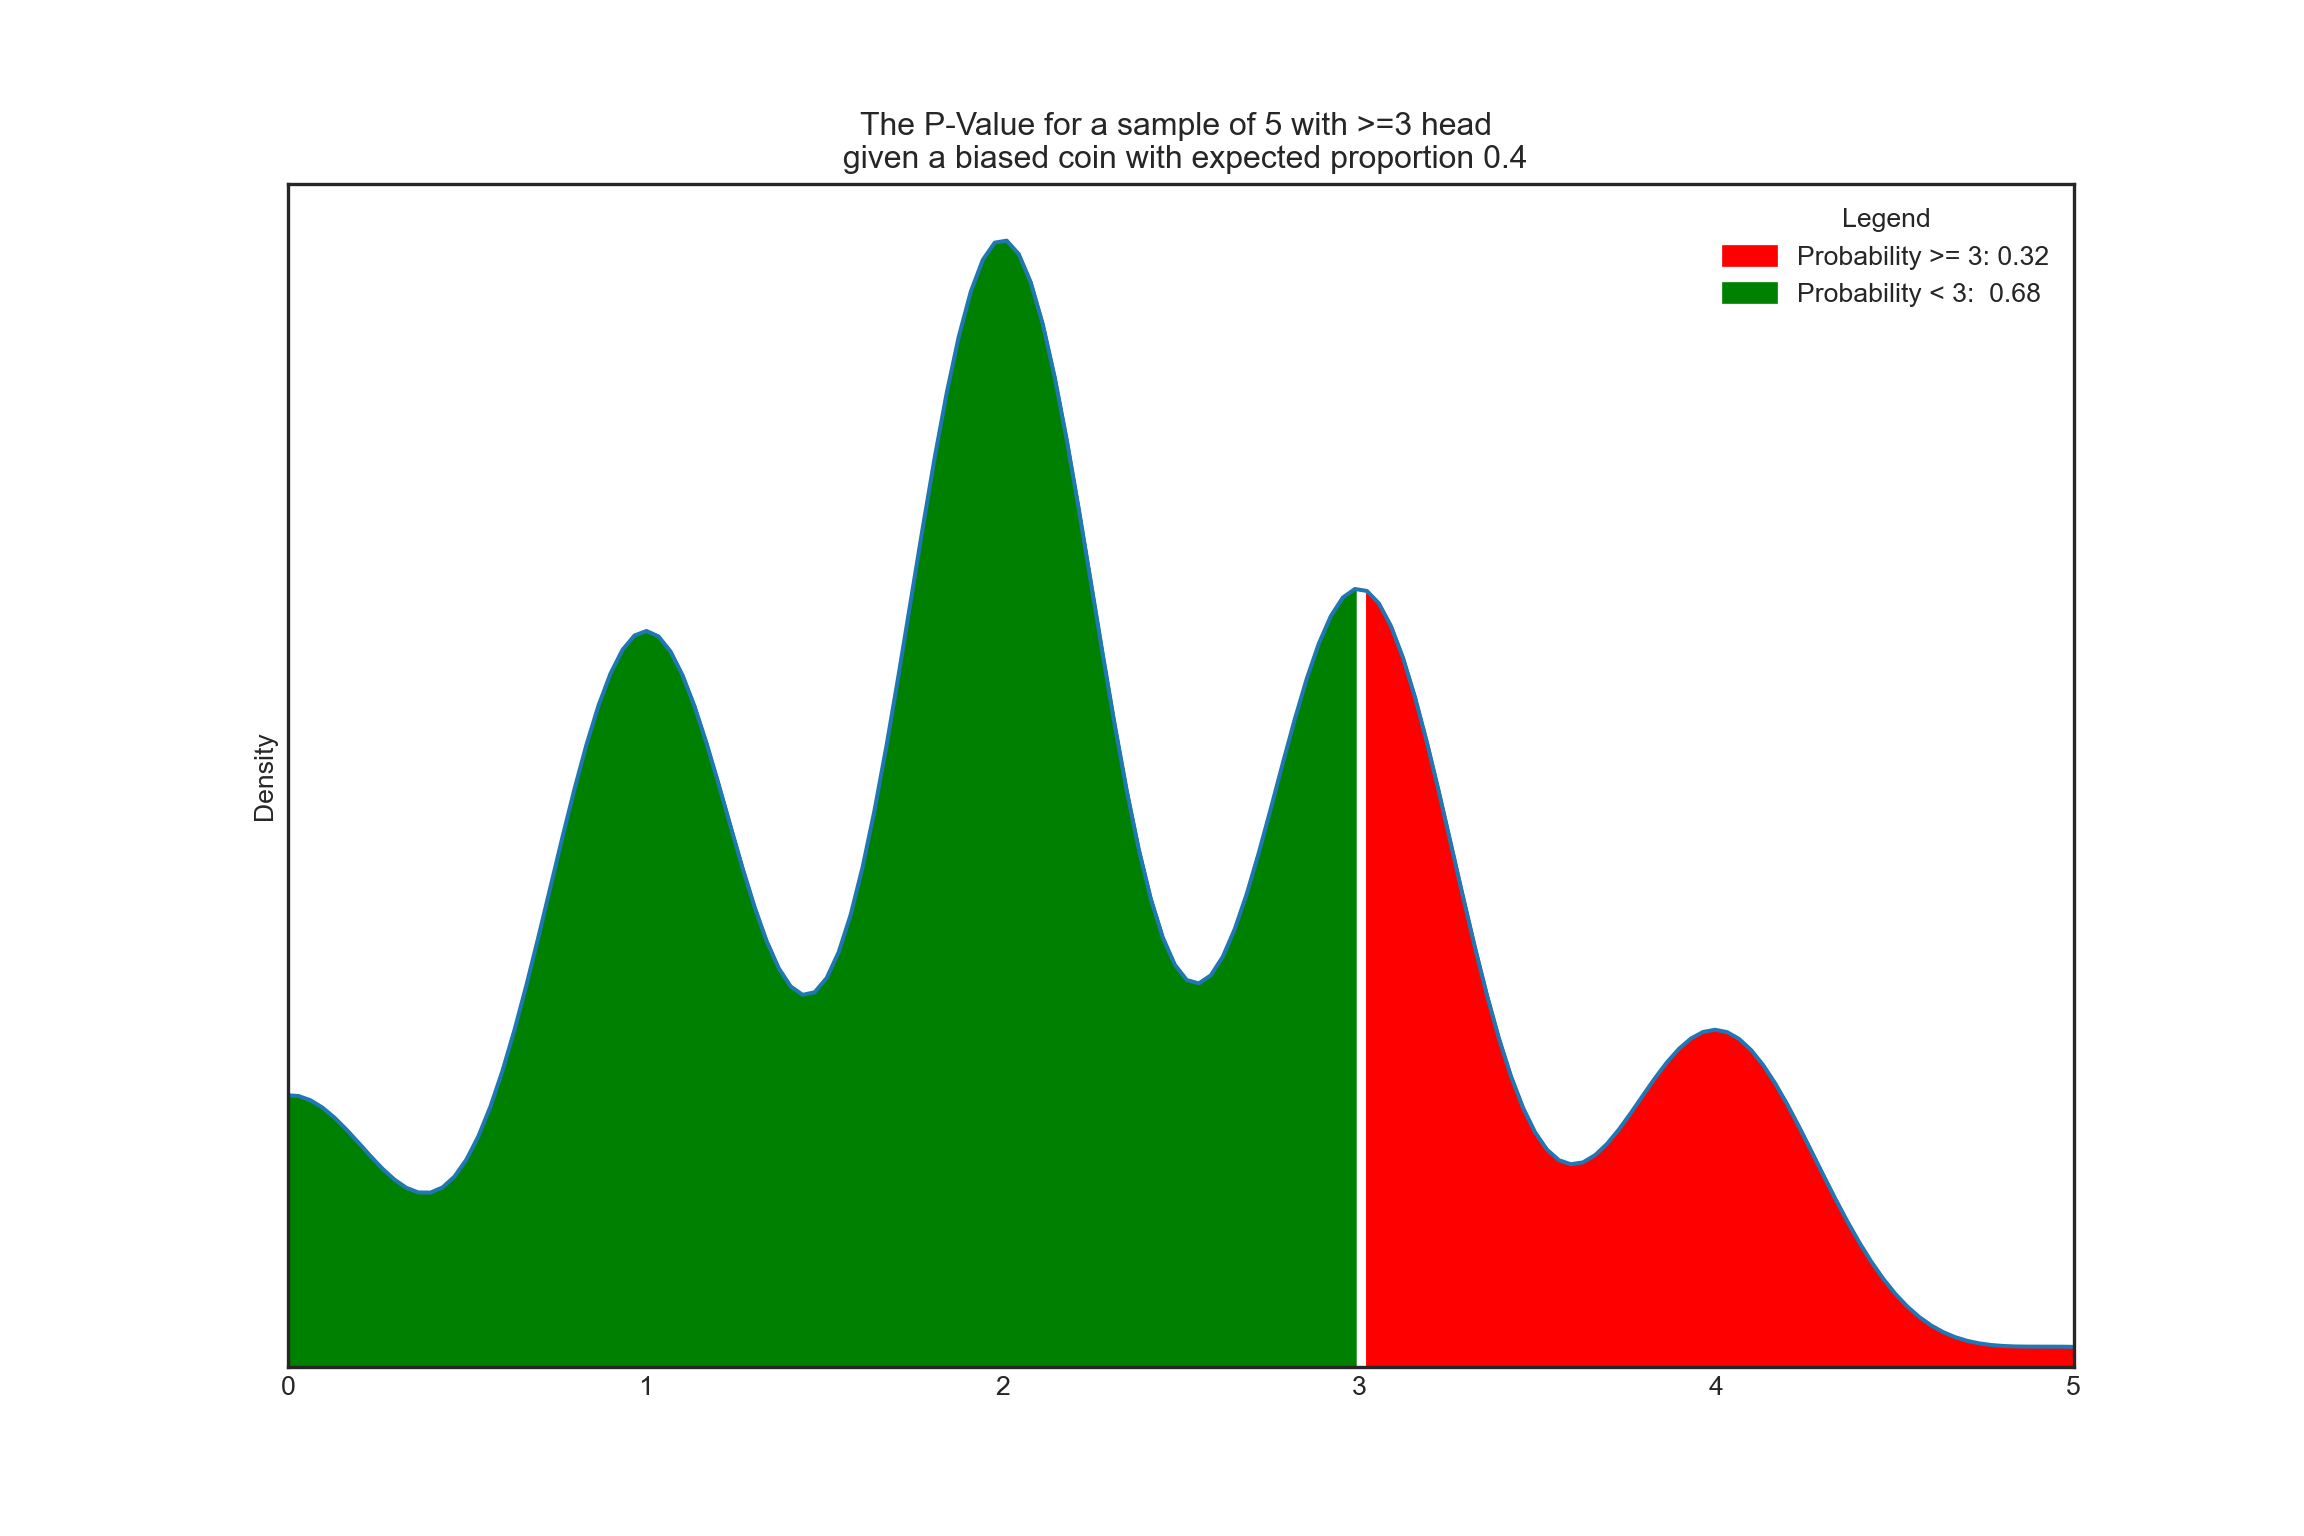 The P-Value for a sample of 5 with >=3 head
given a biased coin with expected proportion 0.4
Legend
Probability >= 3: 0.32
Probability < 3:  0.68
Density
0 1 2 3 4 5